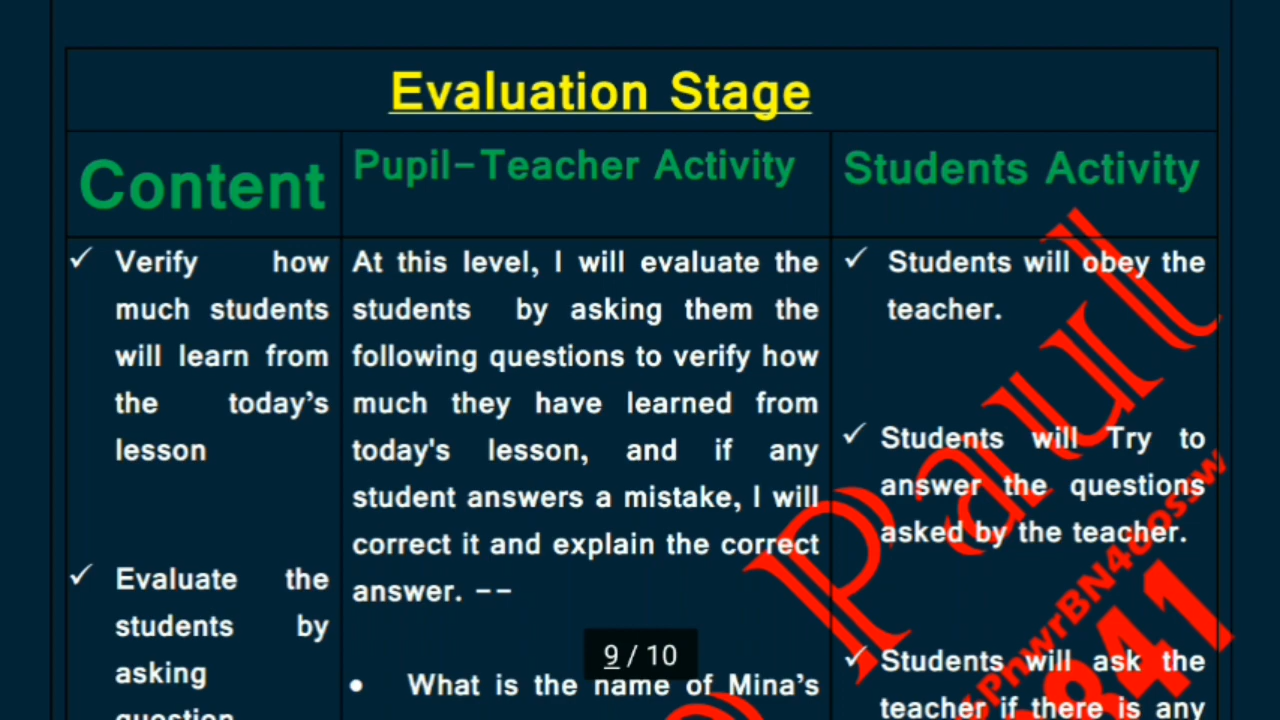 Evaluation Stage
Content
Pupil-Teacher Activity
Students Activity
✓ Verify how
much students
will learn from
the today's
lesson
✓ Evaluate the
students by
asking
question
At this level, I will evaluate the
students by asking them the
following questions to verify how
much they have learned from
today's lesson, and if any
student answers a mistake, I will
correct it and explain the correct
answer. --
• What is the name of Mina's
✓ Students will obey the
teacher.
✓ Students will Try to
answer the questions
asked by the teacher.
✓ Students will ask the
teacher if there is any
Paul
841
9 / 10